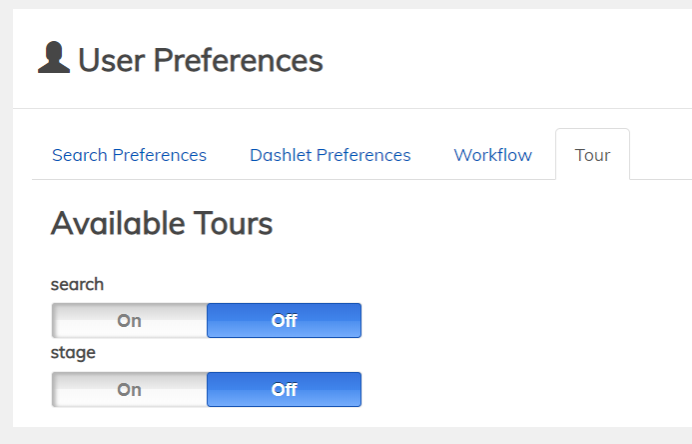 User Preferences
Search Preferences Dashlet Preferences Workflow Tour
Available Tours
search
On Off
stage
On Off